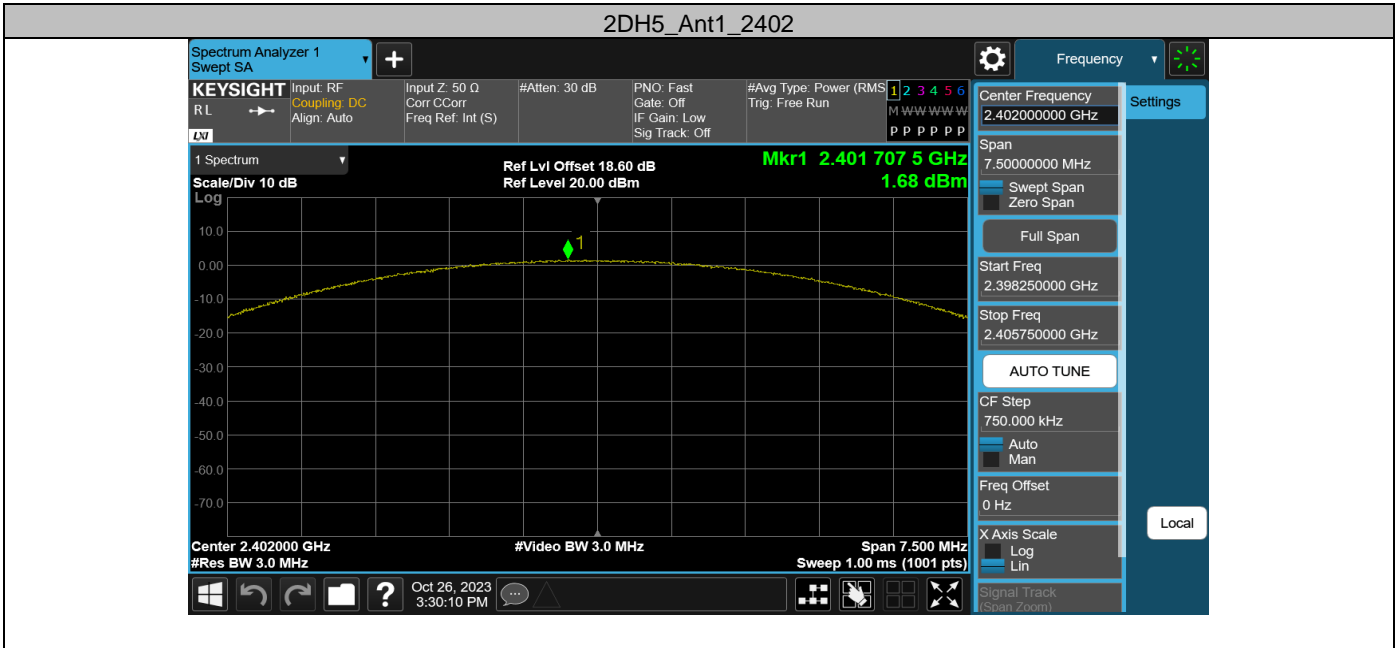 2DH5_Ant1_2402
Spectrum Analyzer 1
Swept SA
Frequency
KEYSIGHT
RL
LXI
Input: RF
Coupling: DC
Align: Auto
Input Z: 50 Ω
Corr CCorr
Freq Ref: Int (S)
#Atten: 30 dB
PNO: Fast
Gate: Off
IF Gain: Low
Sig Track: Off
#Avg Type: Power (RMS
Trig: Free Run
1 2 3 4 5 6
M W W W W W
P P P P P P
1 Spectrum
Scale/Div 10 dB
Log
Ref Lvl Offset 18.60 dB
Ref Level 20.00 dBm
Mkr1 2.401 707 5 GHz
1.68 dBm
1
10.0
0.00
-10.0
-20.0
-30.0
-40.0
-50.0
-60.0
-70.0
Center 2.402000 GHz
#Video BW 3.0 MHz
Span 7.500 MHz
#Res BW 3.0 MHz
Sweep 1.00 ms (1001 pts)
Center Frequency
2.402000000 GHz
Span
7.50000000 MHz
Swept Span
Zero Span
Full Span
Start Freq
2.398250000 GHz
Stop Freq
2.405750000 GHz
AUTO TUNE
CF Step
750.000 kHz
Auto
Man
Freq Offset
0 Hz
X Axis Scale
Log
Lin
Signal Track
(Span Zoom)
Settings
Local
?
Oct 26, 2023
3:30:10 PM